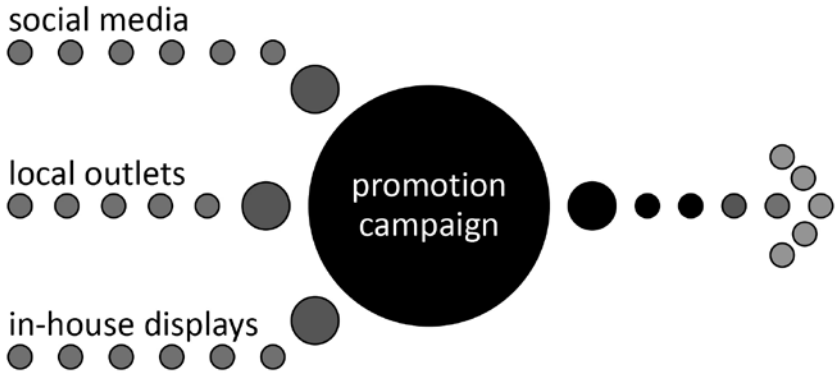 social media
local outlets
promotion
campaign
in-house displays